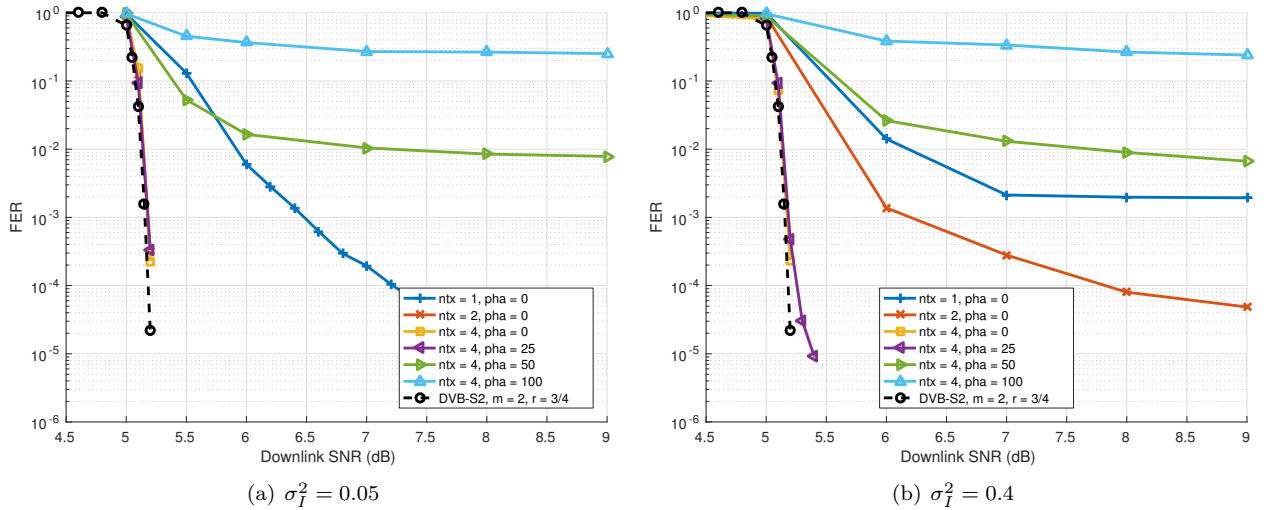 10^0
10^-1
10^-2
10^-3
10^-4
10^-5
10^-6
FER
4.5 5 5.5 6 6.5 7 7.5 8 8.5 9
Downlink SNR (dB)
ntx = 1, pha = 0
ntx = 2, pha = 0
ntx = 4, pha = 0
ntx = 4, pha = 25
ntx = 4, pha = 50
ntx = 4, pha = 100
DVB-S2, m = 2, r = 3/4
(a) σ_I^2 = 0.05
10^0
10^-1
10^-2
10^-3
10^-4
10^-5
10^-6
FER
4.5 5 5.5 6 6.5 7 7.5 8 8.5 9
Downlink SNR (dB)
ntx = 1, pha = 0
ntx = 2, pha = 0
ntx = 4, pha = 0
ntx = 4, pha = 25
ntx = 4, pha = 50
ntx = 4, pha = 100
DVB-S2, m = 2, r = 3/4
(b) σ_I^2 = 0.4